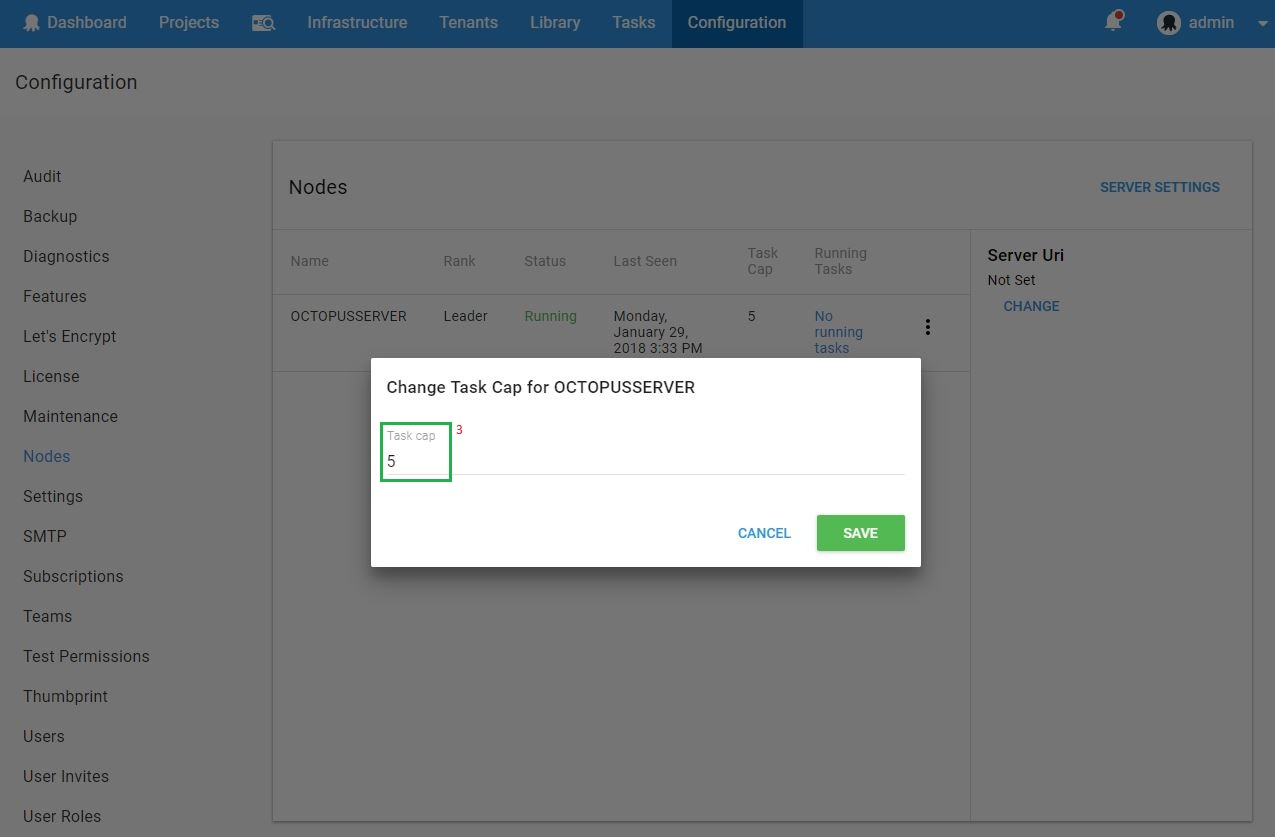 Dashboard Projects Infrastructure Tenants Library Tasks Configuration admin
Configuration
Audit
Backup
Diagnostics
Features
Let's Encrypt
License
Maintenance
Nodes
Settings
SMTP
Subscriptions
Teams
Test Permissions
Thumbprint
Users
User Invites
User Roles
Nodes
SERVER SETTINGS
Name Rank Status Last Seen Task Cap Running Tasks
OCTOPUSSERVER Leader Running Monday, January 29, 2018 3:33 PM 5 No running tasks
Server Uri
Not Set
CHANGE
Change Task Cap for OCTOPUSSERVER
Task cap 3
5
CANCEL SAVE